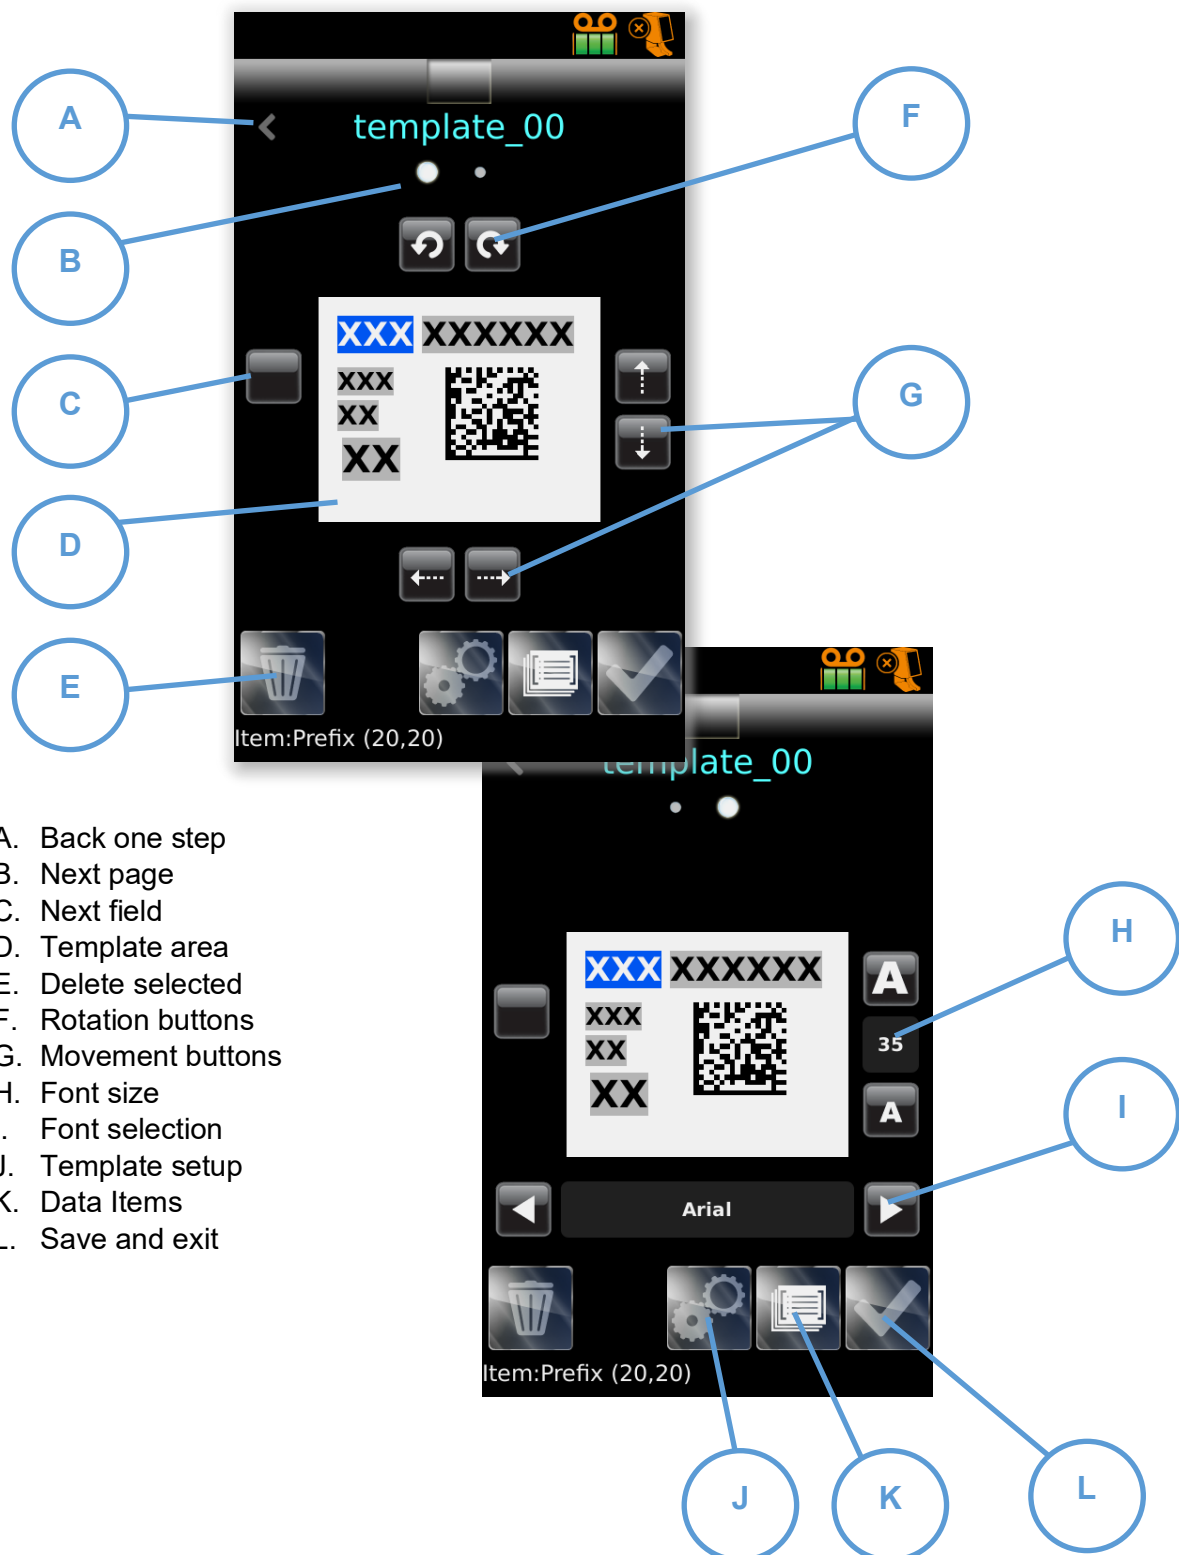 A
template_00
F
B
XXX XXXXXX
XXX
C
G
XX
XX
D
E
Item:Prefix (20,20)
template_00
A. Back one step
B. Next page
C. Next field
D. Template area
E. Delete selected
F. Rotation buttons
G. Movement buttons
H. Font size
I. Font selection
J. Template setup
K. Data Items
L. Save and exit
H
XXX XXXXXX
A
XXX
35
XX
XX
A
I
Arial
Item:Prefix (20,20)
J
K
L